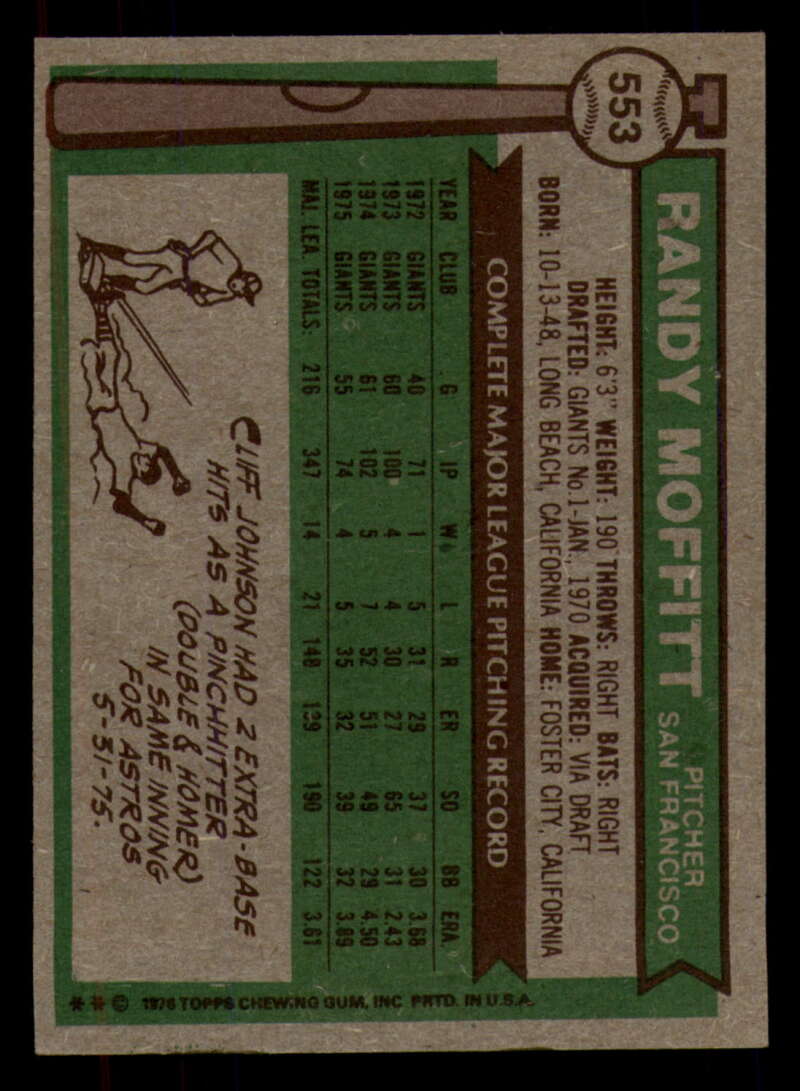 553
RANDY MOFFITT
PITCHER
SAN FRANCISCO
HEIGHT: 6'3" WEIGHT: 190 THROWS: RIGHT BATS: RIGHT
DRAFTED: GIANTS No.1-JAN., 1970 ACQUIRED: VIA DRAFT
BORN: 10-13-48, LONG BEACH, CALIFORNIA HOME: FOSTER CITY, CALIFORNIA
COMPLETE MAJOR LEAGUE PITCHING RECORD
YEAR CLUB G IP W L R ER SO BB ERA.
1972 GIANTS 40 71 1 5 31 29 37 30 3.68
1973 GIANTS 60 100 4 4 30 27 65 31 2.43
1974 GIANTS 61 102 5 7 52 51 49 29 4.50
1975 GIANTS 55 74 4 5 35 32 39 32 3.89
MAJ. LEA. TOTALS: 216 347 14 21 148 139 190 122 3.61
CLIFF JOHNSON HAD 2 EXTRA-BASE
HITS AS A PINCHHITTER
(DOUBLE & HOMER)
IN SAME INNING
FOR ASTROS
5-31-75.
* * © 1976 TOPPS CHEWING GUM, INC PRTD. IN U.S.A.